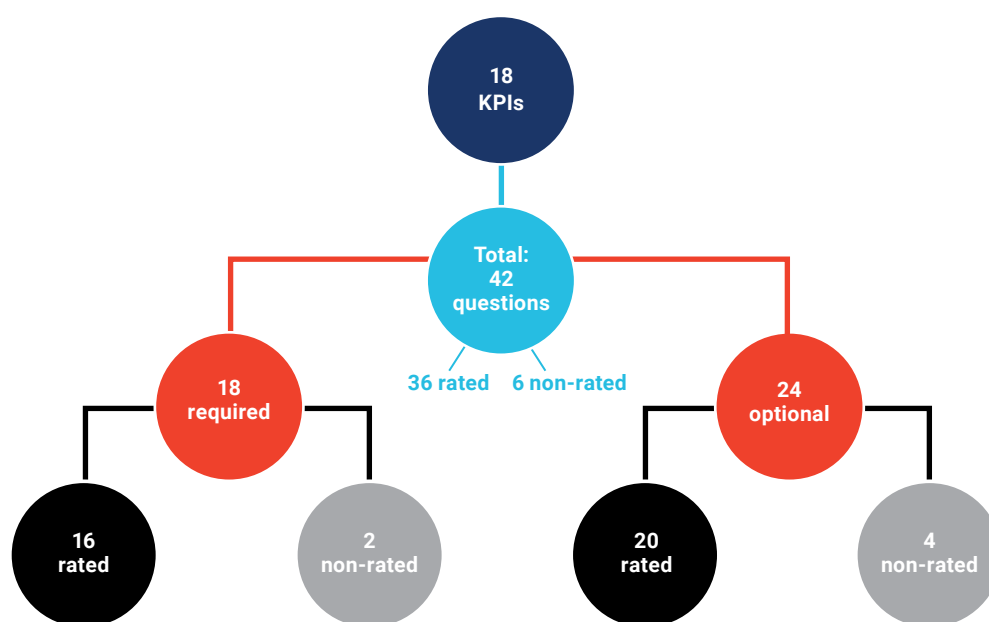 18
KPIs
Total:
42
questions
36 rated
6 non-rated
18
required
24
optional
16
rated
2
non-rated
20
rated
4
non-rated